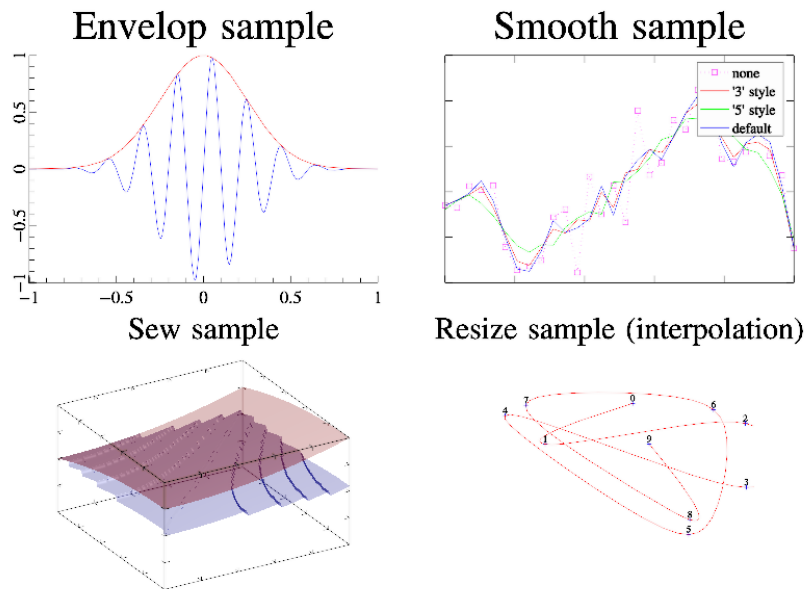 Envelop sample
Smooth sample
1
0.5
0
−0.5
−1
−1
−0.5
0
0.5
1
none
'3' style
'5' style
default
Sew sample
Resize sample (interpolation)
7
0
6
4
2
1
9
3
8
5